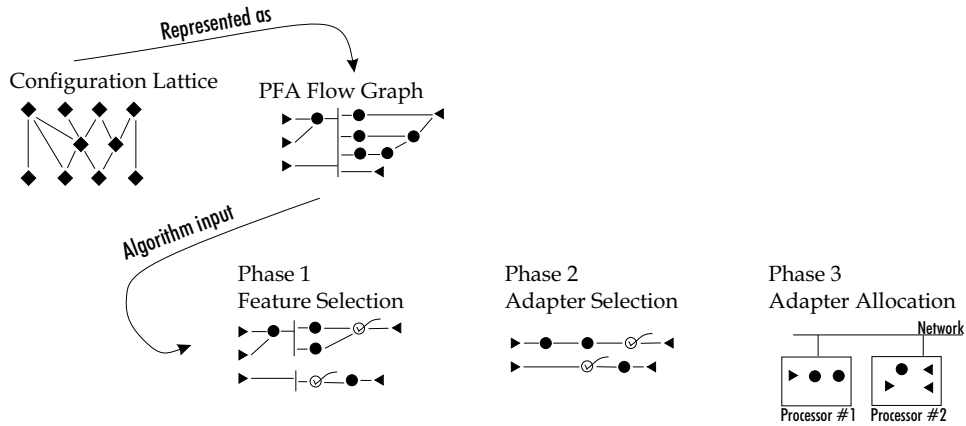 Represented as
Configuration Lattice
PFA Flow Graph
Algorithm input
Phase 1
Feature Selection
Phase 2
Adapter Selection
Phase 3
Adapter Allocation
Network
Processor #1
Processor #2